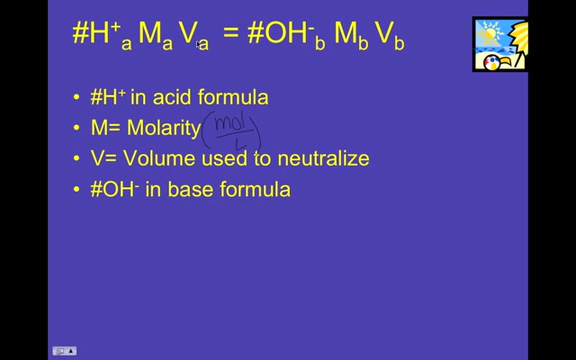 #H⁺ₐ Mₐ Vₐ = #OH⁻b Mb Vb
• #H⁺ in acid formula
• M= Molarity (mol/L)
• V= Volume used to neutralize
• #OH⁻ in base formula